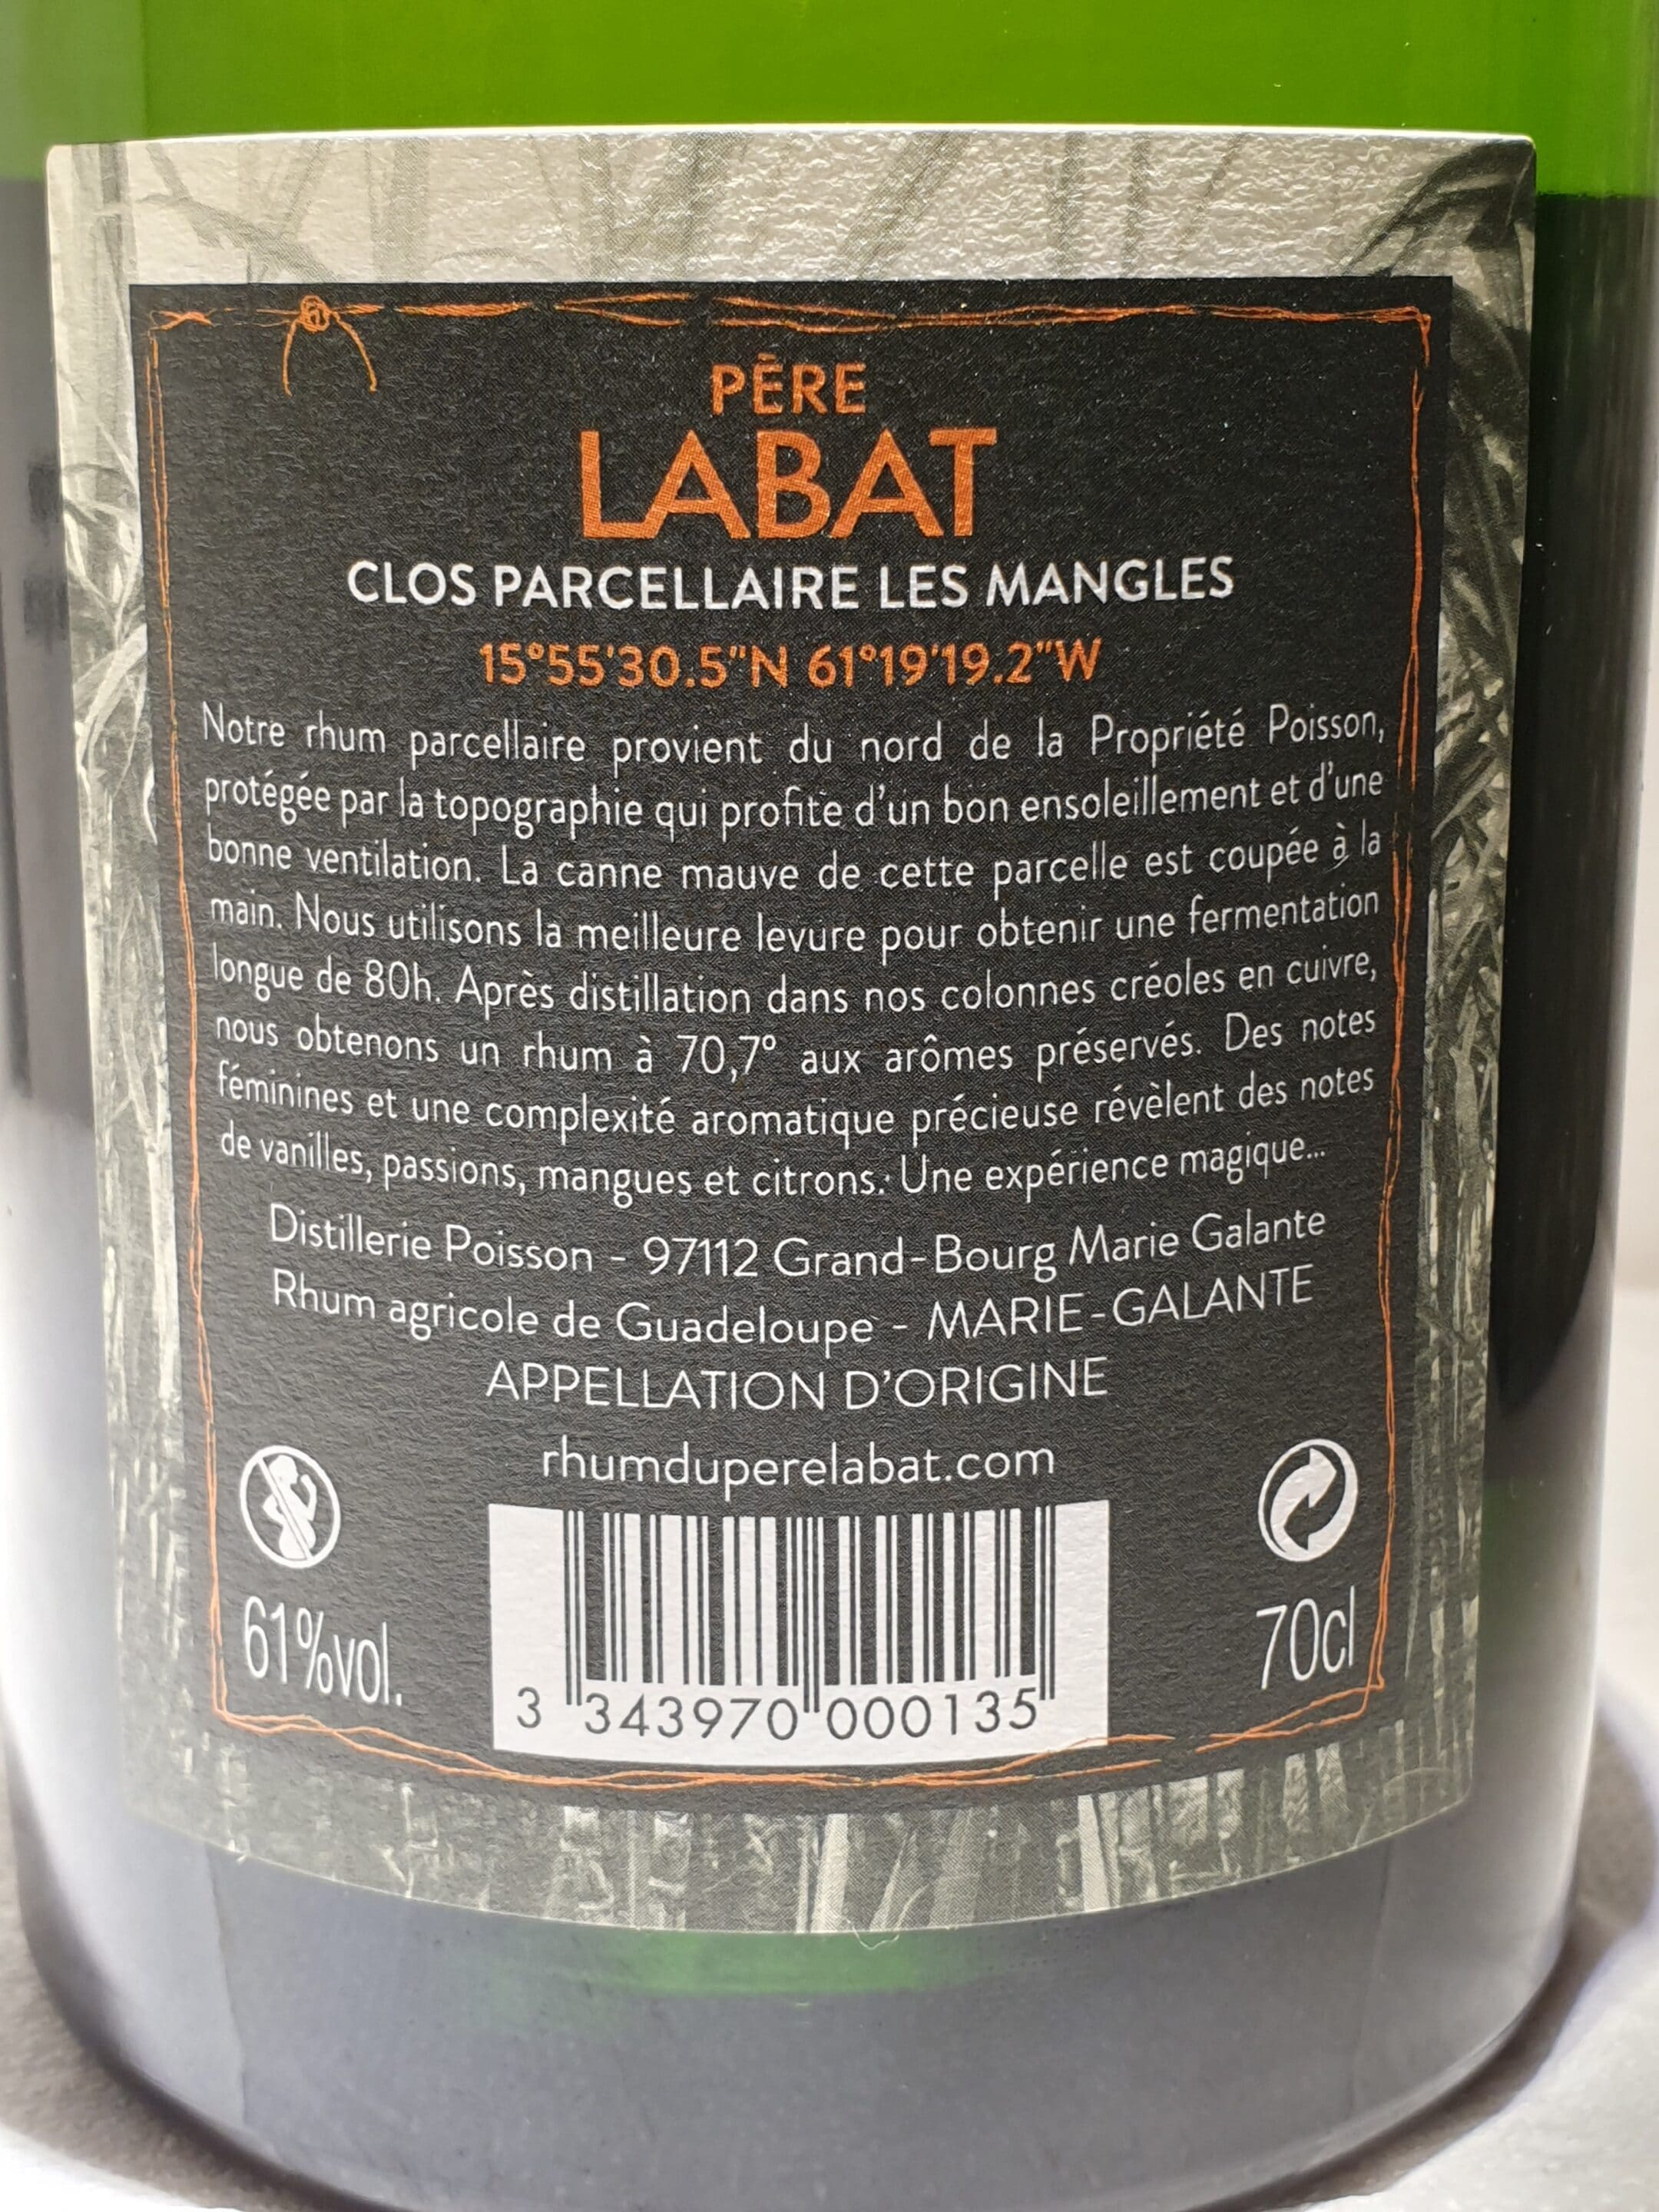 PÈRE
LABAT
CLOS PARCELLAIRE LES MANGLES
15°55'30.5"N 61°19'19.2"W
Notre rhum parcellaire provient du nord de la Propriété Poisson,
protégée par la topographie qui profite d'un bon ensoleillement et d'une
bonne ventilation. La canne mauve de cette parcelle est coupée à la
main. Nous utilisons la meilleure levure pour obtenir une fermentation
longue de 80h. Après distillation dans nos colonnes créoles en cuivre,
nous obtenons un rhum à 70,7° aux arômes préservés. Des notes
féminines et une complexité aromatique précieuse révèlent des notes
de vanilles, passions, mangues et citrons. Une expérience magique...
Distillerie Poisson - 97112 Grand-Bourg Marie Galante
Rhum agricole de Guadeloupe - MARIE-GALANTE
APPELLATION D'ORIGINE
rhumduperelabat.com
61%vol.
70cl
3 343970 000135